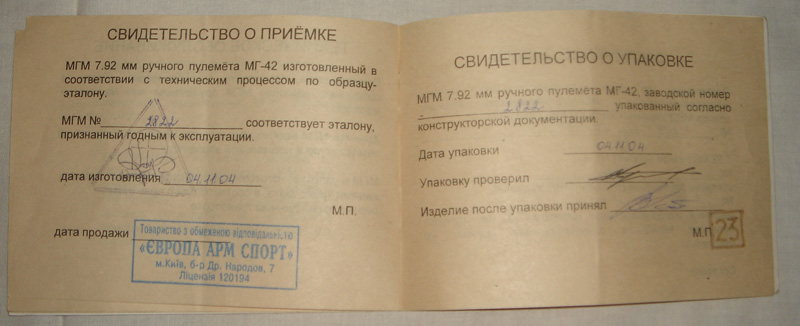 СВИДЕТЕЛЬСТВО О ПРИЁМКЕ
МГМ 7.92 мм ручного пулемёта МГ-42 изготовленный в
соответствии с техническим процессом по образцу-
эталону.
МГМ № 2822 соответствует эталону,
признанный годным к эксплуатации.
дата изготовления 04.11.04
М.П.
дата продажи
Товариство з обмеженою відповідальністю
«ЄВРОПА АРМ СПОРТ»
м.Київ, б-р Др. Народов, 7
Ліцензія 120194
СВИДЕТЕЛЬСТВО О УПАКОВКЕ
МГМ 7.92 мм ручного пулемёта МГ-42, заводской номер
2822 упакованный согласно
конструкторской документации.
Дата упаковки 04.11.04
Упаковку проверил
Изделие после упаковки принял
М.П
23